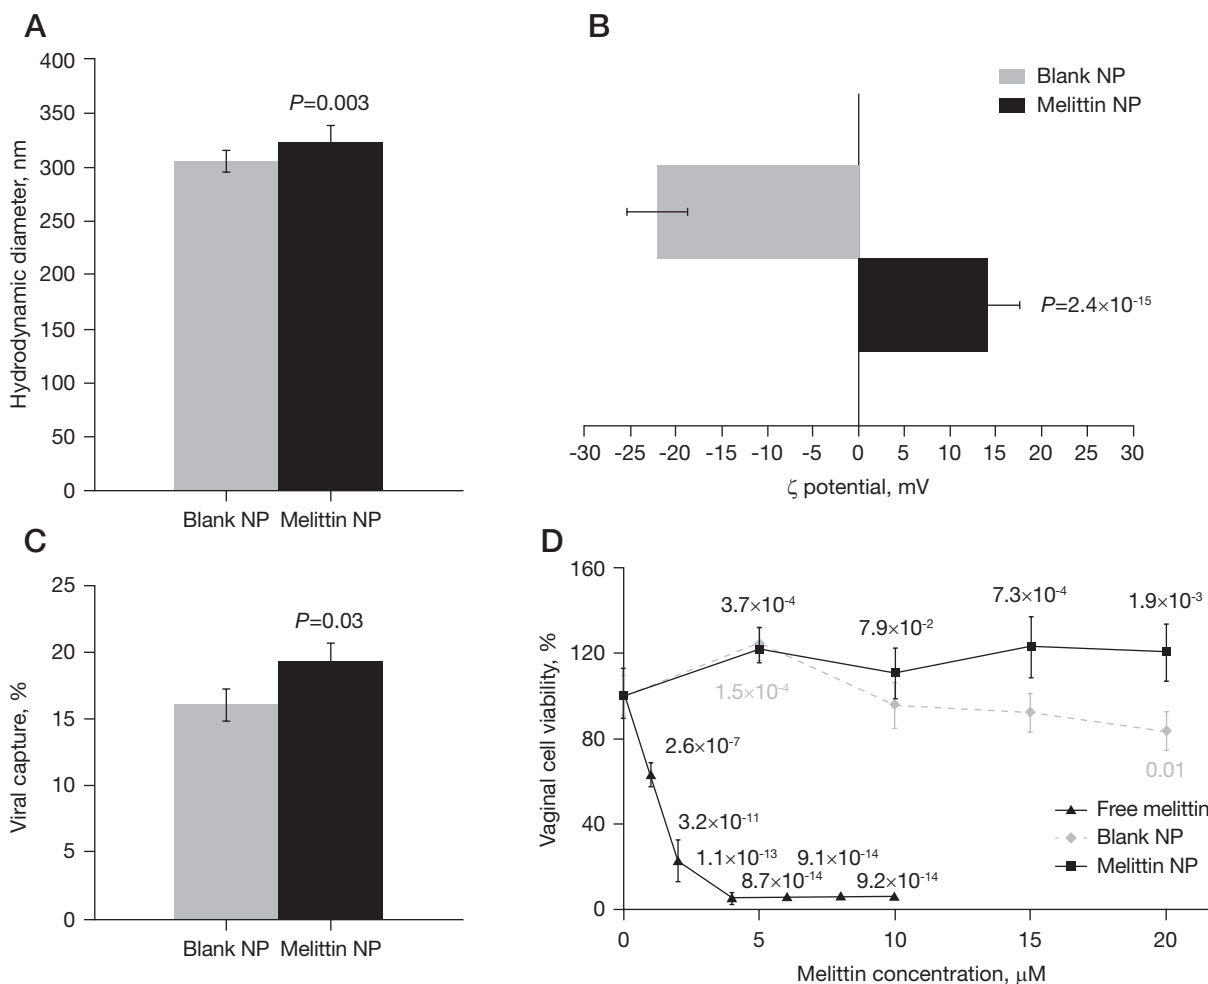 A
Hydrodynamic diameter, nm
400
350
300
250
200
150
100
50
0
P=0.003
Blank NP
Melittin NP
B
Blank NP
Melittin NP
P=2.4×10⁻¹⁵
-30 -25 -20 -15 -10 -5 0 5 10 15 20 25 30
ζ potential, mV
C
Viral capture, %
25
20
15
10
5
0
P=0.03
Blank NP
Melittin NP
D
Vaginal cell viability, %
160
120
80
40
0
3.7×10⁻⁴
7.9×10⁻²
7.3×10⁻⁴
1.9×10⁻³
1.5×10⁻⁴
2.6×10⁻⁷
0.01
3.2×10⁻¹¹
1.1×10⁻¹³
9.1×10⁻¹⁴
8.7×10⁻¹⁴
9.2×10⁻¹⁴
Free melittin
Blank NP
Melittin NP
0 5 10 15 20
Melittin concentration, μM